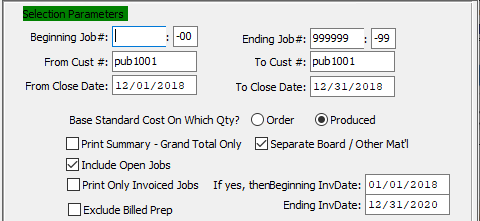 Selection Parameters
Beginning Job#: : -00 Ending Job#: 999999 : -99
From Cust #: pub1001 To Cust #: pub1001
From Close Date: 12/01/2018 To Close Date: 12/31/2018
Base Standard Cost On Which Qty? Order Produced
Print Summary - Grand Total Only Separate Board / Other Mat'l
Include Open Jobs
Print Only Invoiced Jobs If yes, thenBeginning InvDate: 01/01/2018
Exclude Billed Prep Ending InvDate: 12/31/2020